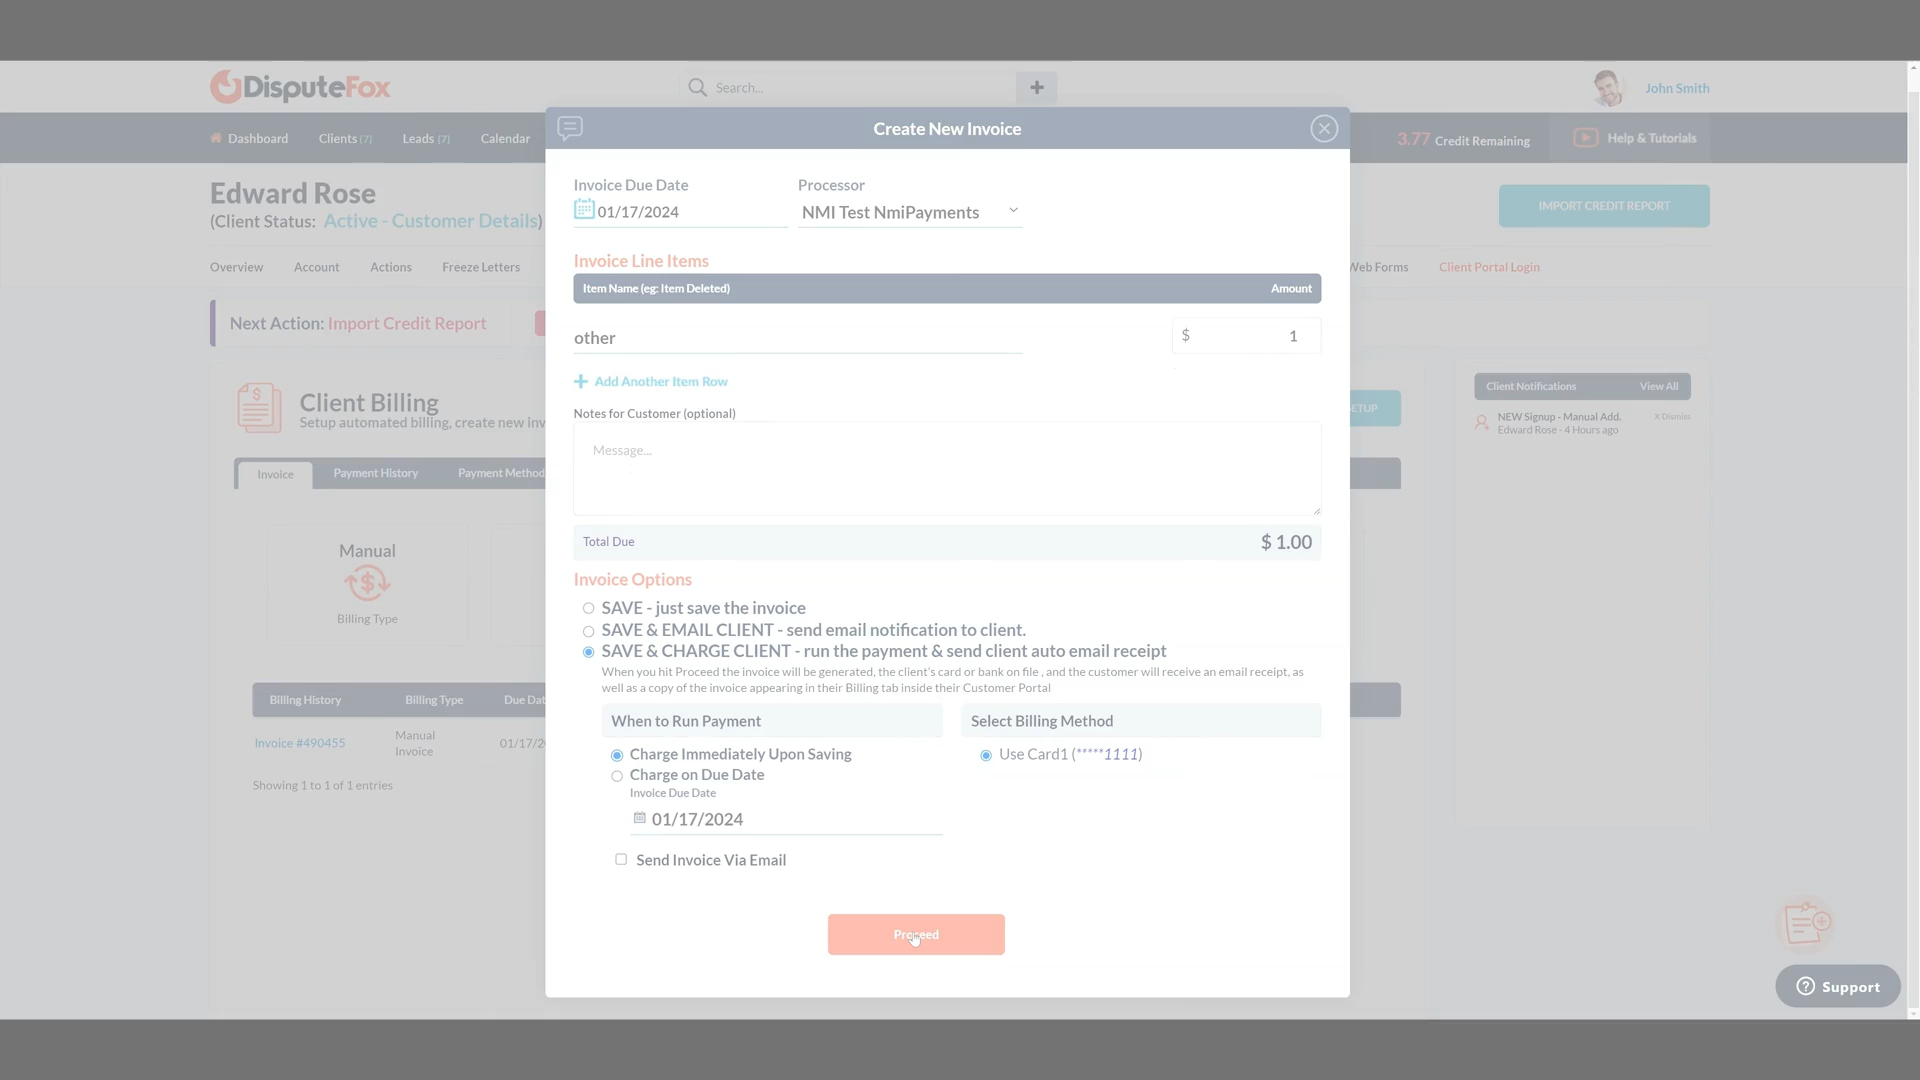 DisputeFox
Search...
John Smith
Dashboard
Clients (7)
Leads (7)
Calendar
3.77 Credit Remaining
Help & Tutorials
Create New Invoice
Edward Rose
(Client Status: Active - Customer Details)
IMPORT CREDIT REPORT
Overview
Account
Actions
Freeze Letters
Web Forms
Client Portal Login
Next Action: Import Credit Report
Client Billing
Setup automated billing, create new inv
ETUP
Invoice
Payment History
Payment Method
Manual
Billing Type
Billing History
Billing Type
Due Dat
Invoice #490455
Manual
Invoice
01/17/20
Showing 1 to 1 of 1 entries
Invoice Due Date
Processor
01/17/2024
NMI Test NmiPayments
Invoice Line Items
Item Name (eg: Item Deleted)
Amount
other
$ 1
Add Another Item Row
Notes for Customer (optional)
Message...
Total Due
$ 1.00
Invoice Options
SAVE - just save the invoice
SAVE & EMAIL CLIENT - send email notification to client.
SAVE & CHARGE CLIENT - run the payment & send client auto email receipt
When you hit Proceed the invoice will be generated, the client's card or bank on file , and the customer will receive an email receipt, as
well as a copy of the invoice appearing in their Billing tab inside their Customer Portal
When to Run Payment
Select Billing Method
Charge Immediately Upon Saving
Use Card1 (*****1111)
Charge on Due Date
Invoice Due Date
01/17/2024
Send Invoice Via Email
Proceed
Client Notifications
View All
NEW Signup - Manual Add.
X Dismiss
Edward Rose - 4 Hours ago
Support